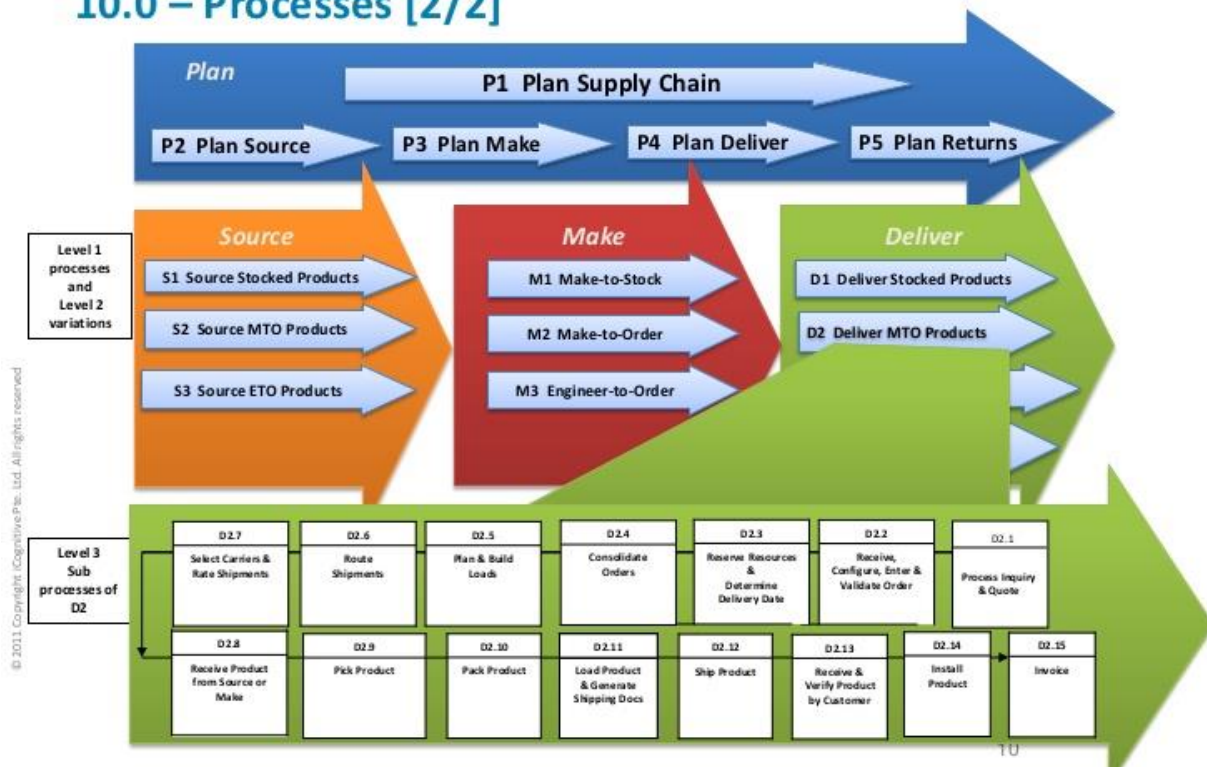 10.0 – Processes [2/2]
Plan
P1 Plan Supply Chain
P2 Plan Source
P3 Plan Make
P4 Plan Deliver
P5 Plan Returns
Level 1
processes
and
Level 2
variations
Source
S1 Source Stocked Products
S2 Source MTO Products
S3 Source ETO Products
Make
M1 Make-to-Stock
M2 Make-to-Order
M3 Engineer-to-Order
Deliver
D1 Deliver Stocked Products
D2 Deliver MTO Products
© 2011 Copyright iCognitive Pte. Ltd. All rights reserved
Level 3
Sub
processes of
D2
D2.7
Select Carriers &
Rate Shipments
D2.6
Route
Shipments
D2.5
Plan & Build
Loads
D2.4
Consolidate
Orders
D2.3
Reserve Resources
&
Determine
Delivery Date
D2.2
Receive,
Configure, Enter &
Validate Order
D2.1
Process Inquiry
& Quote
D2.8
Receive Product
from Source or
Make
D2.9
Pick Product
D2.10
Pack Product
D2.11
Load Product
& Generate
Shipping Docs
D2.12
Ship Product
D2.13
Receive &
Verify Product
by Customer
D2.14
Install
Product
D2.15
Invoice
10